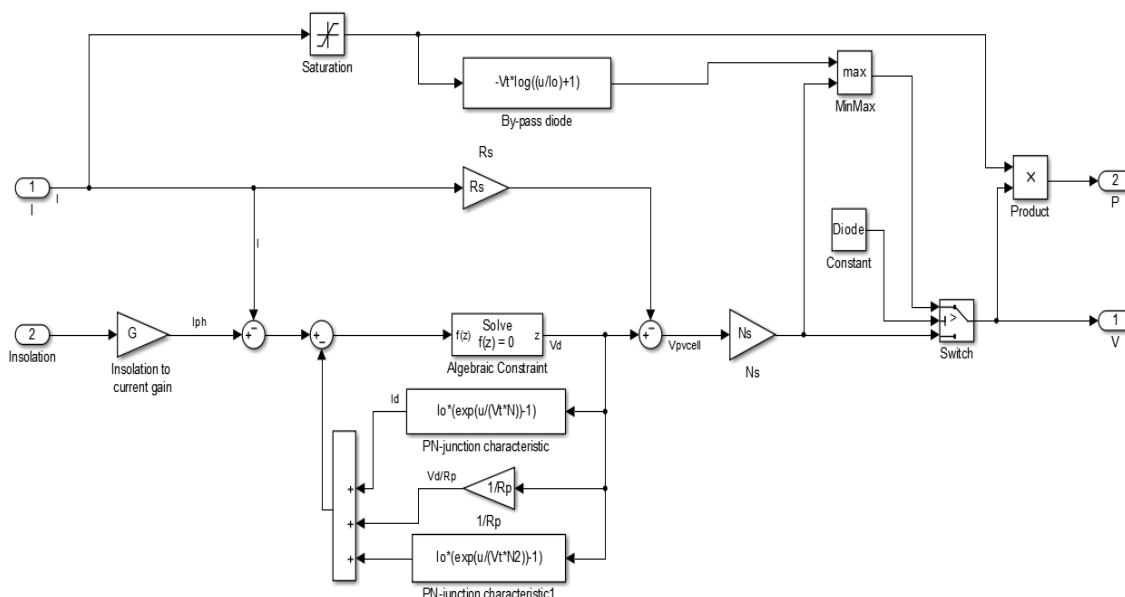 Saturation
-Vt*log((u/Io)+1)
By-pass diode
max
MinMax
Rs
Rs
1
I
I
I
×
Product
2
P
Diode
Constant
2
Insolation
G
Insolation to
current gain
Iph
+
−
+
−
f(z)
Solve
f(z) = 0
z
Algebraic Constraint
Vd
+
−
Vpvcell
Ns
Ns
>
Switch
1
V
Id
Io*(exp(u/(Vt*N))-1)
PN-junction characteristic
Vd/Rp
1/Rp
1/Rp
+
+
+
Io*(exp(u/(Vt*N2))-1)
PN-junction characteristic1